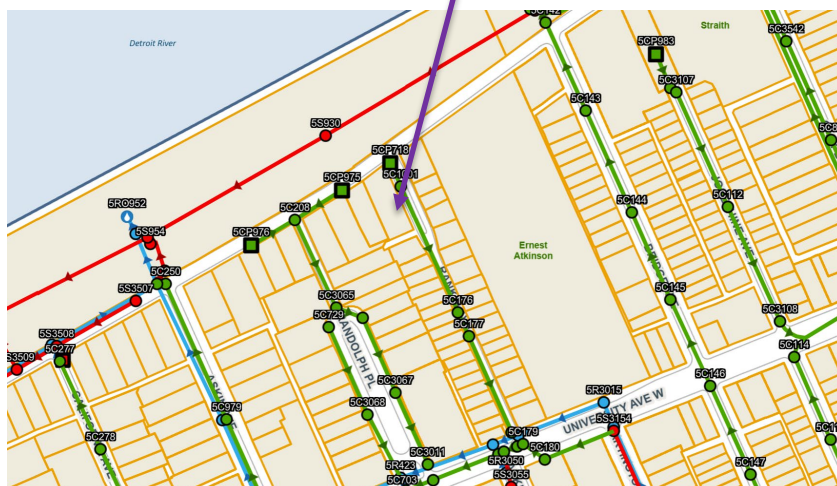 5C142
Straith
5C3542
Detroit River
5CP983
5C3107
5C143
5S930
5CP718
5C1001
5CP975
5RO952
5C208
5C144
5C112
5S954
5CP976
Ernest
Atkinson
5C250
5C145
5S3507
5C3065
5C176
5C3108
5C729
5C177
5S3508
5C277
5S3509
RANDOLPH PL
5C114
5C146
5C3067
5R3015
UNIVERSITY AVE W
5C979
5C3068
5S3154
5C179
5C278
5C180
5C3011
5R423
5R3050
5C703
5S3055
5C147